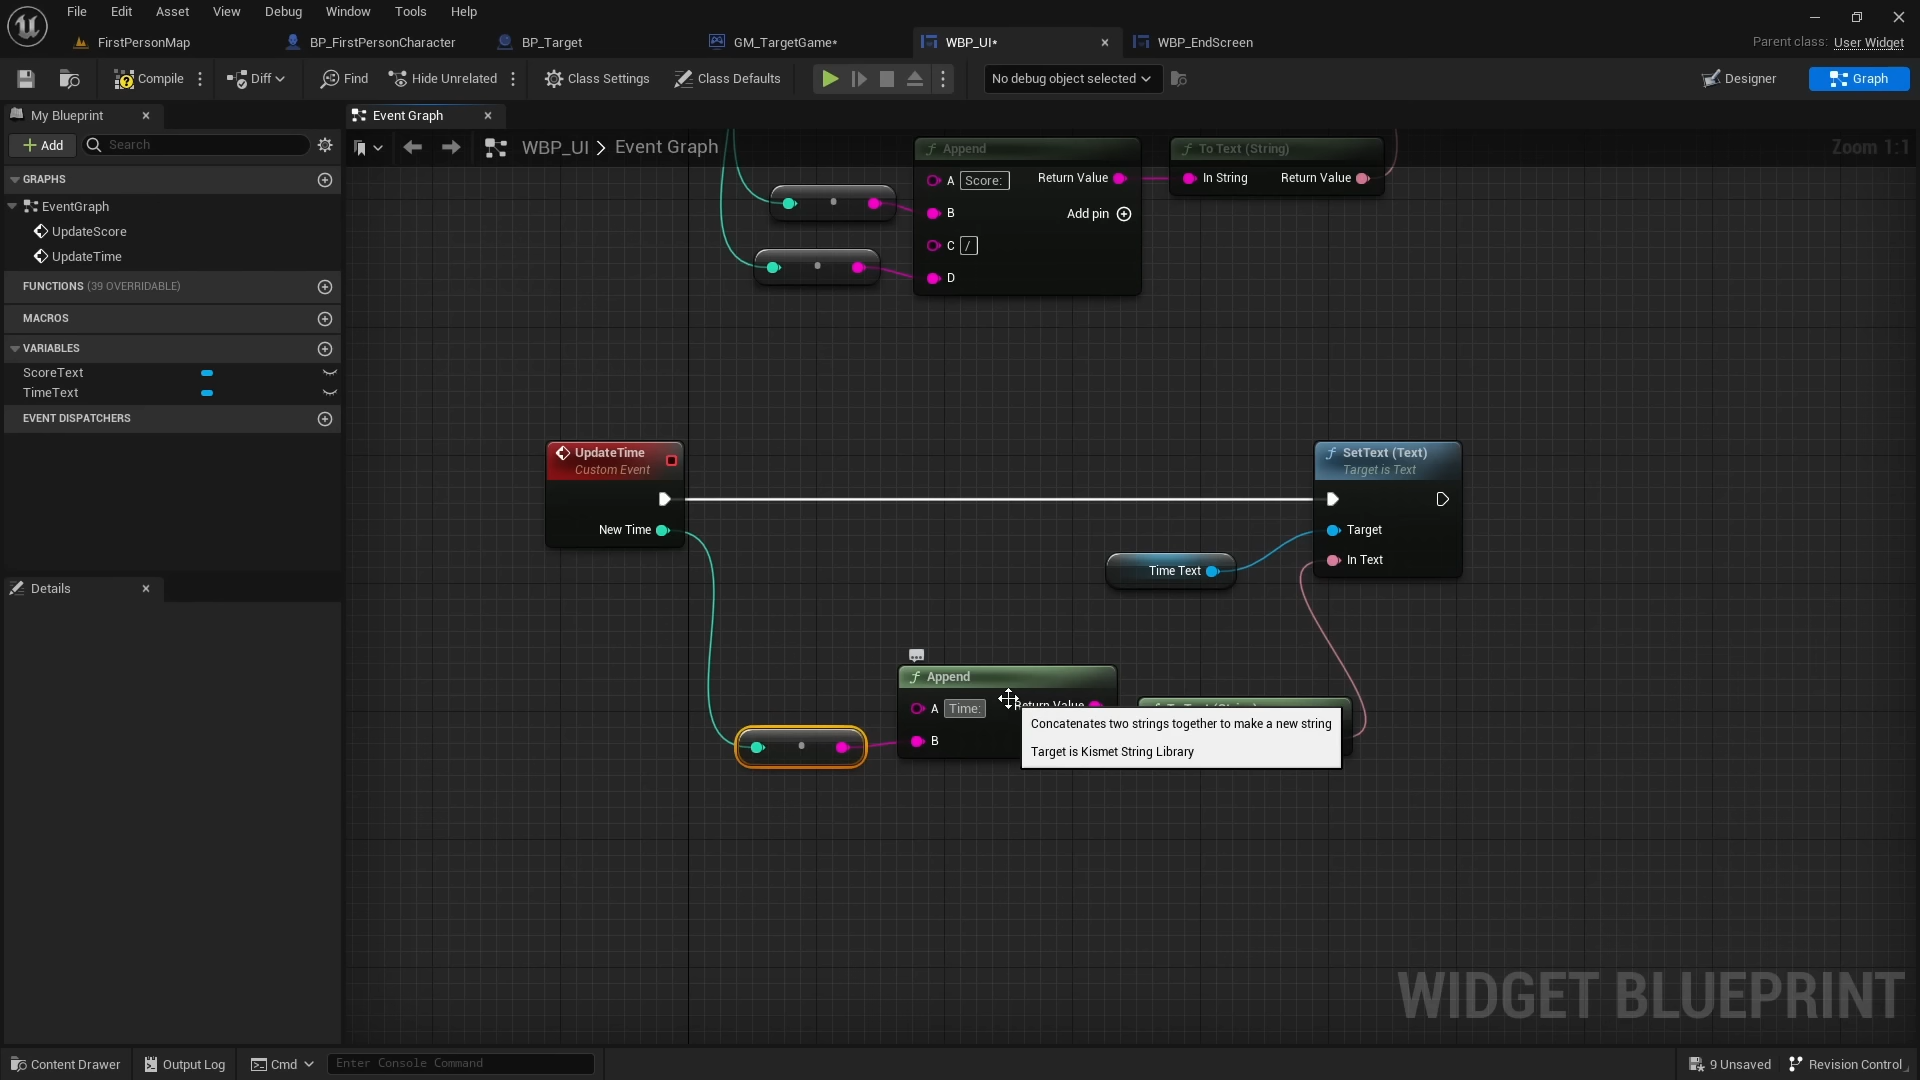 File Edit Asset View Debug Window Tools Help
FirstPersonMap BP_FirstPersonCharacter BP_Target GM_TargetGame* WBP_UI* WBP_EndScreen Parent class: User Widget
Compile Diff Find Hide Unrelated Class Settings Class Defaults No debug object selected Designer Graph
My Blueprint
Event Graph
Add Search
WBP_UI > Event Graph
Zoom 1:1
GRAPHS
EventGraph
UpdateScore
UpdateTime
FUNCTIONS (39 OVERRIDABLE)
MACROS
VARIABLES
ScoreText
TimeText
EVENT DISPATCHERS
Details
Append
A Score: Return Value
B Add pin
C /
D
To Text (String)
In String Return Value
UpdateTime
Custom Event
New Time
SetText (Text)
Target is Text
Target
In Text
Time Text
Append
A Time: Return Value
B
Concatenates two strings together to make a new string
Target is Kismet String Library
WIDGET BLUEPRINT
Content Drawer Output Log Cmd Enter Console Command 9 Unsaved Revision Control